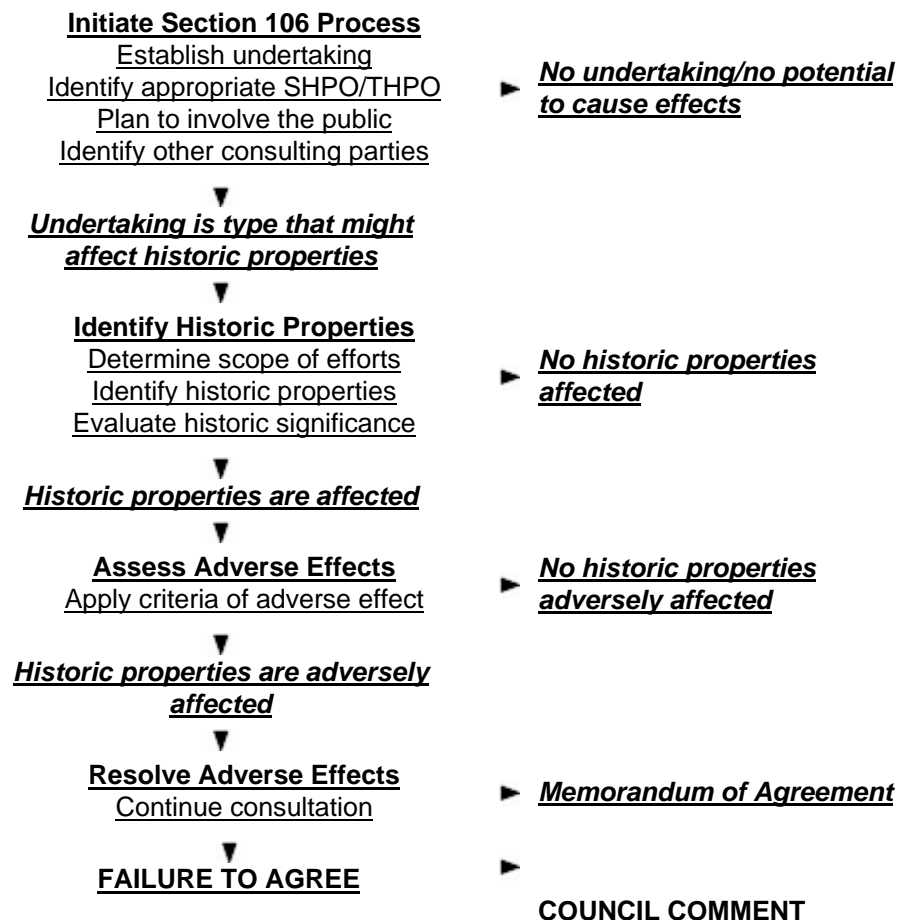 Initiate Section 106 Process
Establish undertaking
Identify appropriate SHPO/THPO
Plan to involve the public
Identify other consulting parties
No undertaking/no potential
to cause effects
Undertaking is type that might
affect historic properties
Identify Historic Properties
Determine scope of efforts
Identify historic properties
Evaluate historic significance
No historic properties
affected
Historic properties are affected
Assess Adverse Effects
Apply criteria of adverse effect
No historic properties
adversely affected
Historic properties are adversely
affected
Resolve Adverse Effects
Continue consultation
Memorandum of Agreement
FAILURE TO AGREE
COUNCIL COMMENT